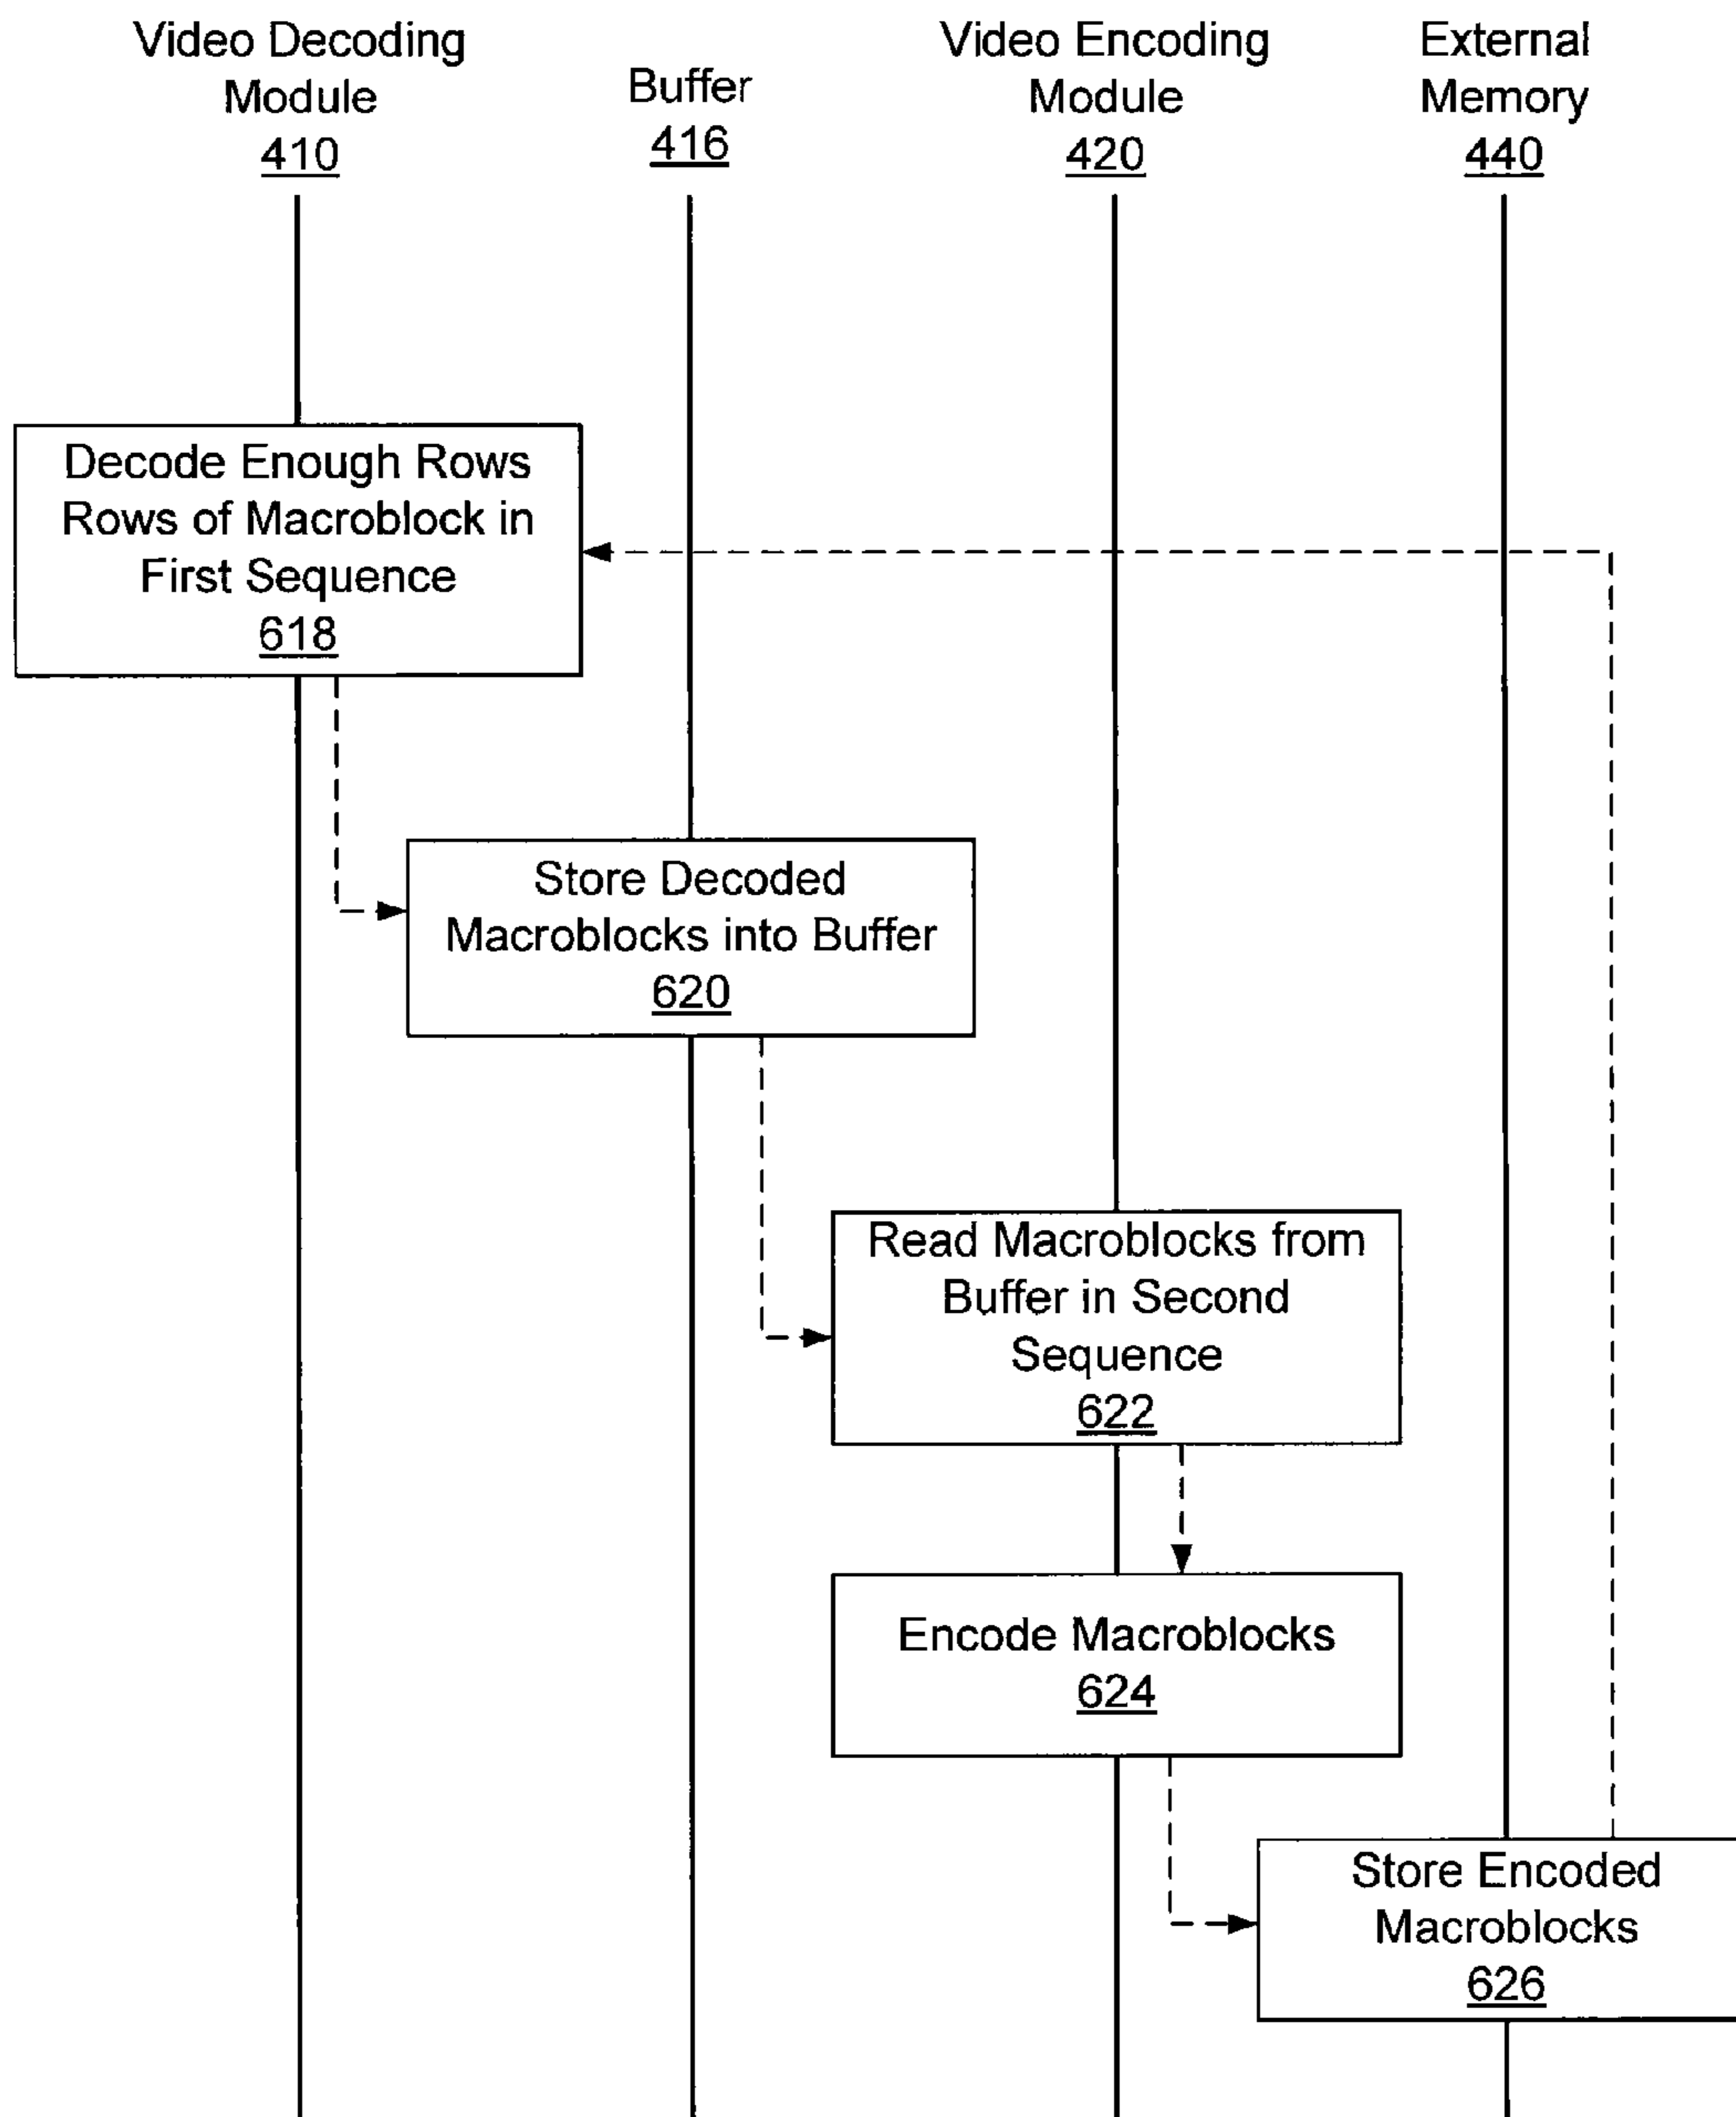 Video Decoding
Module
410
Buffer
416
Video Encoding
Module
420
External
Memory
440
Decode Enough Rows
Rows of Macroblock in
First Sequence
618
Store Decoded
Macroblocks into Buffer
620
Read Macroblocks from
Buffer in Second
Sequence
622
Encode Macroblocks
624
Store Encoded
Macroblocks
626